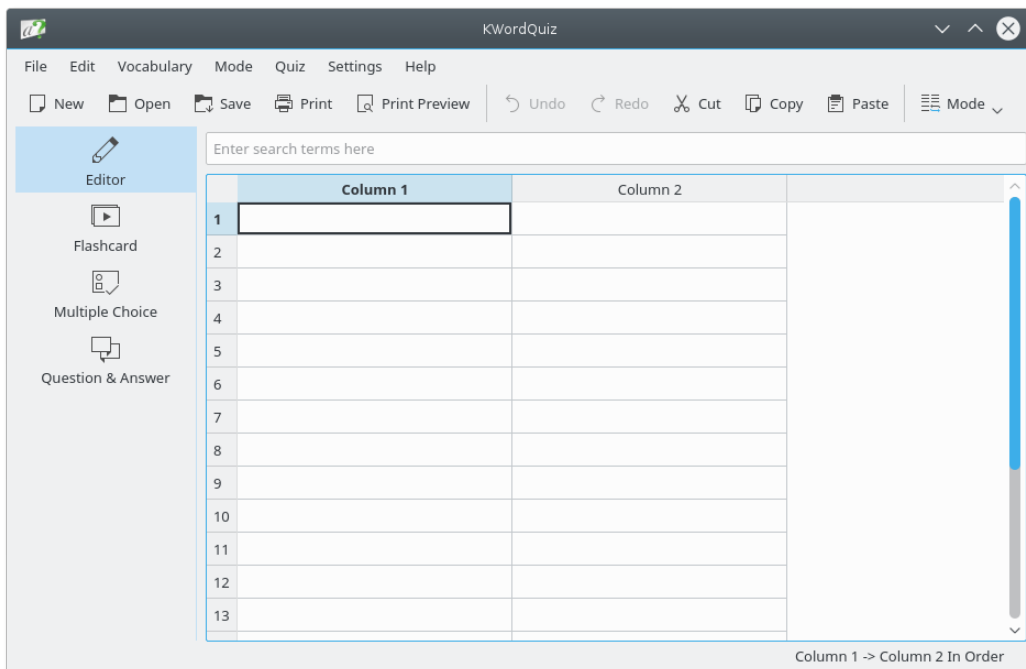 KWordQuiz
File Edit Vocabulary Mode Quiz Settings Help
New Open Save Print Print Preview Undo Redo Cut Copy Paste Mode
Editor
Flashcard
Multiple Choice
Question & Answer
Enter search terms here
Column 1 Column 2
1
2
3
4
5
6
7
8
9
10
11
12
13
Column 1 -> Column 2 In Order